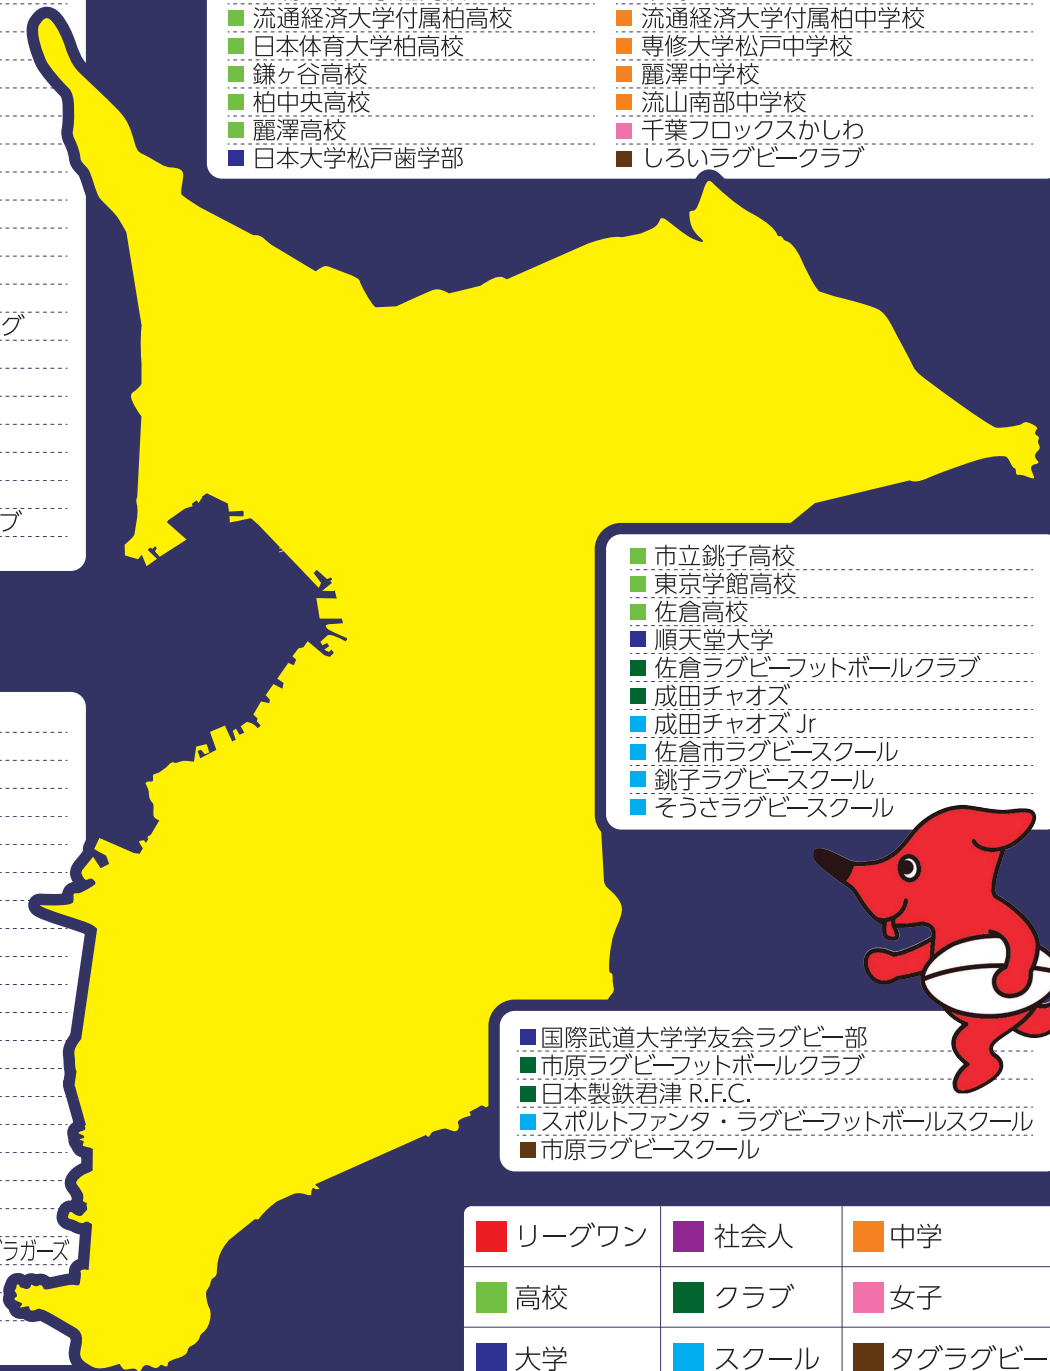 流通経済大学付属柏高校
日本体育大学柏高校
鎌ヶ谷高校
柏中央高校
麗澤高校
日本大学松戸歯学部
流通経済大学付属柏中学校
専修大学松戸中学校
麗澤中学校
流山南部中学校
千葉フロックスかしわ
しろいラグビークラブ
グ
ブ
市立銚子高校
東京学館高校
佐倉高校
順天堂大学
佐倉ラグビーフットボールクラブ
成田チャオズ
成田チャオズ Jr
佐倉市ラグビースクール
銚子ラグビースクール
そうさラグビースクール
国際武道大学学友会ラグビー部
市原ラグビーフットボールクラブ
日本製鉄君津 R.F.C.
スポルトファンタ・ラグビーフットボールスクール
市原ラグビースクール
ラガーズ
リーグワン 社会人 中学
高校 クラブ 女子
大学 スクール タグラグビー